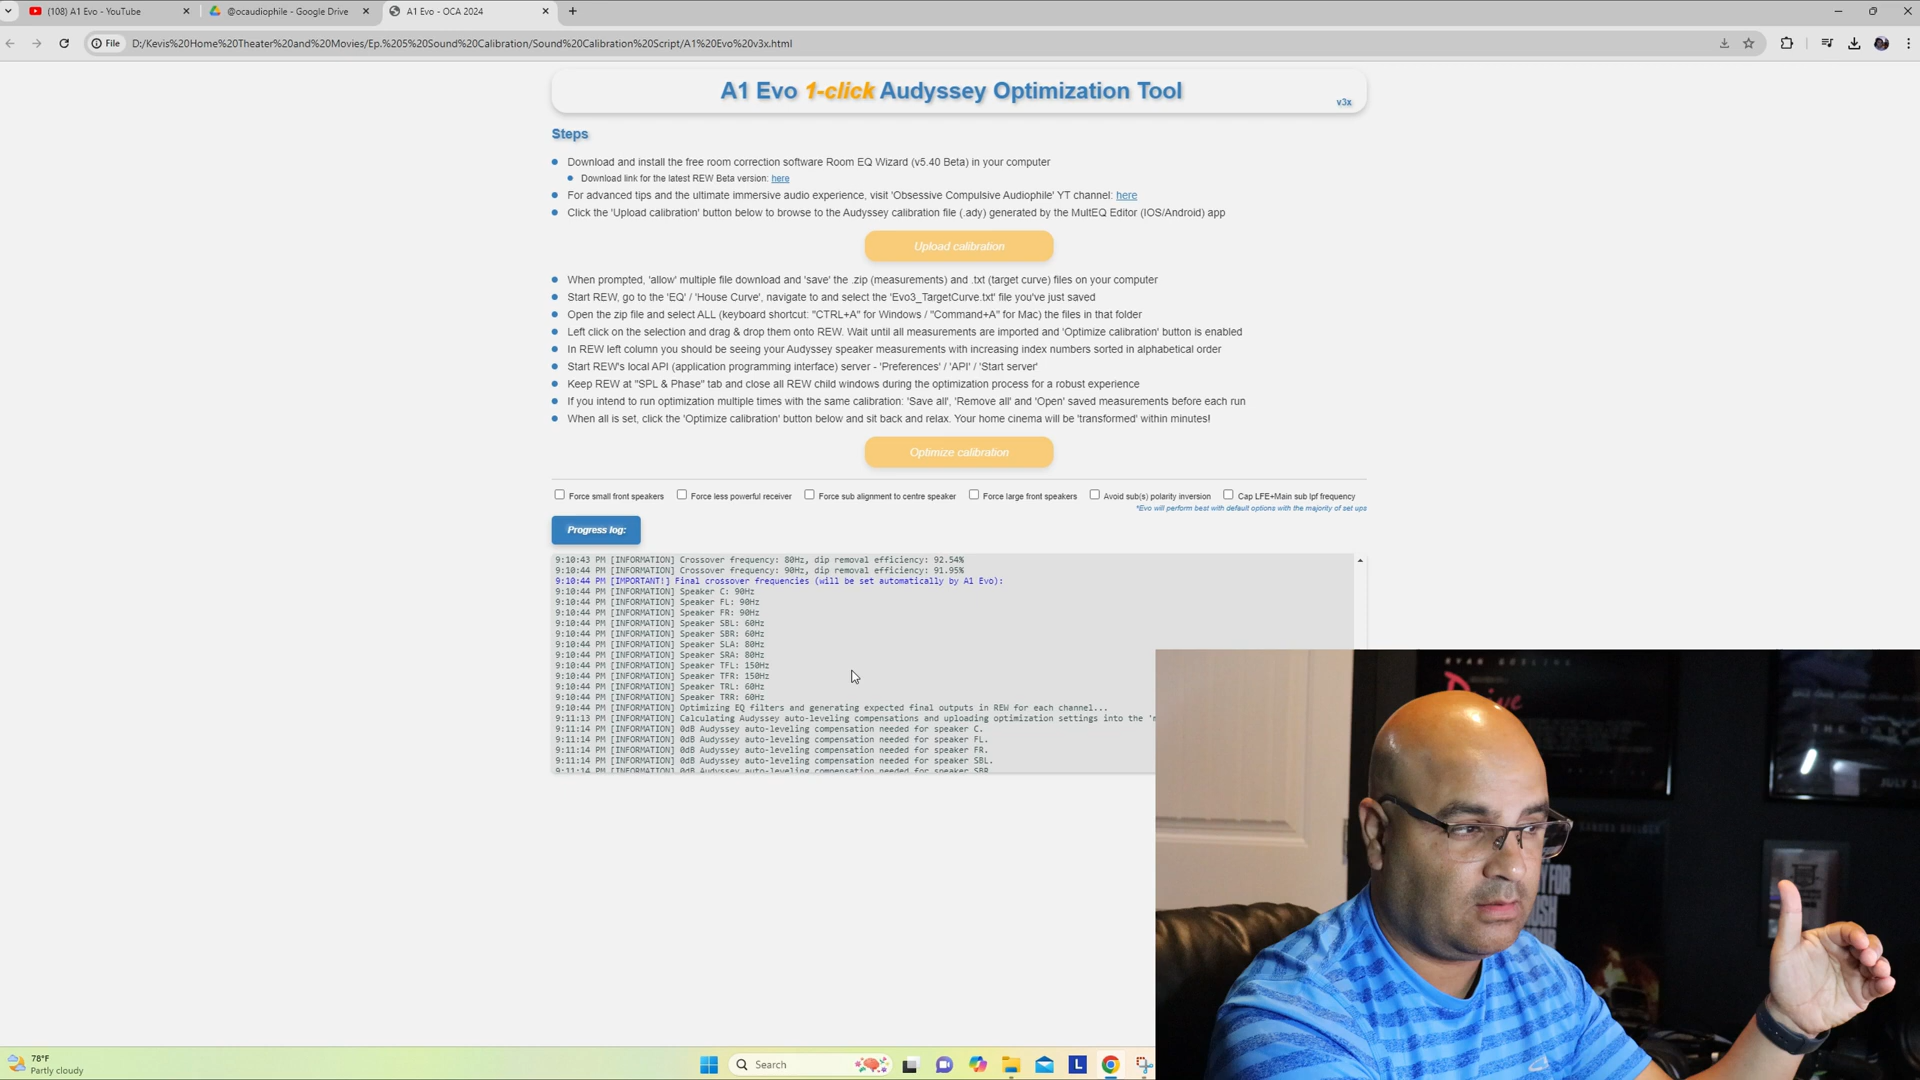 (108) A1 Evo - YouTube
@ocaudiophile - Google Drive
A1 Evo - OCA 2024
File
D:/Kevis%20Home%20Theater%20and%20Movies/Ep.%205%20Sound%20Calibration/Sound%20Calibration%20Script/A1%20Evo%20v3x.html
A1 Evo 1-click Audyssey Optimization Tool
v3x
Steps
Download and install the free room correction software Room EQ Wizard (v5.40 Beta) in your computer
Download link for the latest REW Beta version: here
For advanced tips and the ultimate immersive audio experience, visit 'Obsessive Compulsive Audiophile' YT channel: here
Click the 'Upload calibration' button below to browse to the Audyssey calibration file (.ady) generated by the MultEQ Editor (IOS/Android) app
Upload calibration
When prompted, 'allow' multiple file download and 'save' the .zip (measurements) and .txt (target curve) files on your computer
Start REW, go to the 'EQ' / 'House Curve', navigate to and select the 'Evo3_TargetCurve.txt' file you've just saved
Open the zip file and select ALL (keyboard shortcut: "CTRL+A" for Windows / "Command+A" for Mac) the files in that folder
Left click on the selection and drag & drop them onto REW. Wait until all measurements are imported and 'Optimize calibration' button is enabled
In REW left column you should be seeing your Audyssey speaker measurements with increasing index numbers sorted in alphabetical order
Start REW's local API (application programming interface) server - 'Preferences' / 'API' / 'Start server'
Keep REW at "SPL & Phase" tab and close all REW child windows during the optimization process for a robust experience
If you intend to run optimization multiple times with the same calibration: 'Save all', 'Remove all' and 'Open' saved measurements before each run
When all is set, click the 'Optimize calibration' button below and sit back and relax. Your home cinema will be 'transformed' within minutes!
Optimize calibration
Force small front speakers Force less powerful receiver Force sub alignment to centre speaker Force large front speakers Avoid sub(s) polarity inversion Cap LFE+Main sub lpf frequency
*Evo will perform best with default options with the majority of set ups
Progress log:
9:10:43 PM [INFORMATION] Crossover frequency: 80Hz, dip removal efficiency: 92.54%
9:10:44 PM [INFORMATION] Crossover frequency: 90Hz, dip removal efficiency: 91.95%
9:10:44 PM [IMPORTANT!] Final crossover frequencies (will be set automatically by A1 Evo):
9:10:44 PM [INFORMATION] Speaker C: 90Hz
9:10:44 PM [INFORMATION] Speaker FL: 90Hz
9:10:44 PM [INFORMATION] Speaker FR: 90Hz
9:10:44 PM [INFORMATION] Speaker SBL: 60Hz
9:10:44 PM [INFORMATION] Speaker SBR: 60Hz
9:10:44 PM [INFORMATION] Speaker SLA: 80Hz
9:10:44 PM [INFORMATION] Speaker SRA: 80Hz
9:10:44 PM [INFORMATION] Speaker TFL: 150Hz
9:10:44 PM [INFORMATION] Speaker TFR: 150Hz
9:10:44 PM [INFORMATION] Speaker TRL: 60Hz
9:10:44 PM [INFORMATION] Speaker TRR: 60Hz
9:10:44 PM [INFORMATION] Optimizing EQ filters and generating expected final outputs in REW for each channel...
9:11:13 PM [INFORMATION] Calculating Audyssey auto-leveling compensations and uploading optimization settings into the
9:11:14 PM [INFORMATION] 0dB Audyssey auto-leveling compensation needed for speaker C.
9:11:14 PM [INFORMATION] 0dB Audyssey auto-leveling compensation needed for speaker FL.
9:11:14 PM [INFORMATION] 0dB Audyssey auto-leveling compensation needed for speaker FR.
9:11:14 PM [INFORMATION] 0dB Audyssey auto-leveling compensation needed for speaker SBL.
9:11:14 PM [INFORMATION] 0dB Audyssey auto-leveling compensation needed for speaker SBR
RYAN GOSLING
Drive
78°F
Partly cloudy
Search